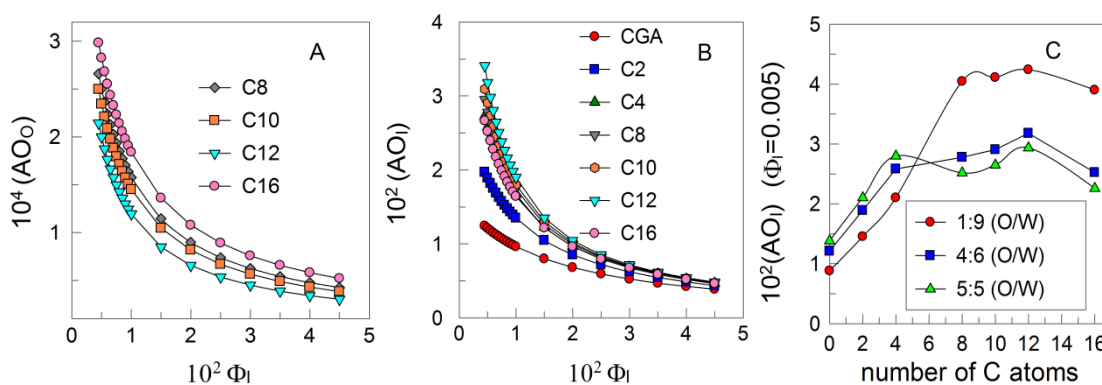 A
10⁴ (AO_O)
3
2
1
C8
C10
C12
C16
0 1 2 3 4 5
10² Φ_I
B
10² (AO_I)
4
3
2
1
0
CGA
C2
C4
C8
C10
C12
C16
0 1 2 3 4 5
10² Φ_I
C
10² (AO_I) (Φ_I=0.005)
5
4
3
2
1
0
1:9 (O/W)
4:6 (O/W)
5:5 (O/W)
0 2 4 6 8 10 12 14 16
number of C atoms